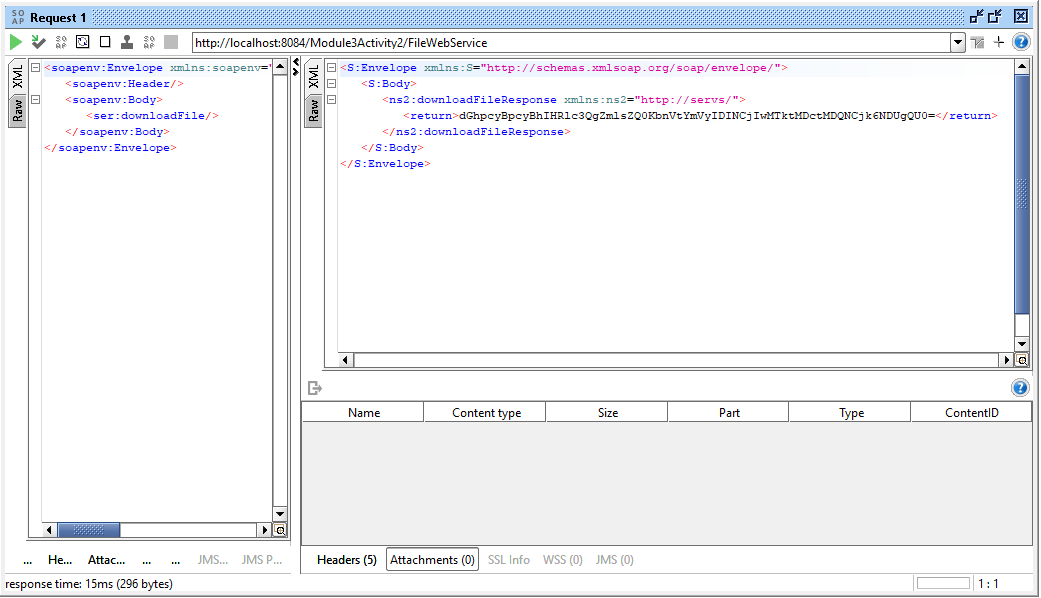 SO AP Request 1
SO AP SO AP http://localhost:8084/Module3Activity2/FileWebService
XML
Raw
<soapenv:Envelope xmlns:soapenv="
<soapenv:Header/>
<soapenv:Body>
<ser:downloadFile/>
</soapenv:Body>
</soapenv:Envelope>
XML
Raw
<S:Envelope xmlns:S="http://schemas.xmlsoap.org/soap/envelope/">
<S:Body>
<ns2:downloadFileResponse xmlns:ns2="http://servs/">
<return>dGhpcyBpcyBhIHRlc3QgZmlsZQ0KbnVtYmVyIDINCjIwMTktMDctMDQNCjk6NDUgQU0=</return>
</ns2:downloadFileResponse>
</S:Body>
</S:Envelope>
Name Content type Size Part Type ContentID
... He... Attac... ... ... JMS... JMS P...
Headers (5) Attachments (0) SSL Info WSS (0) JMS (0)
response time: 15ms (296 bytes) 1 : 1